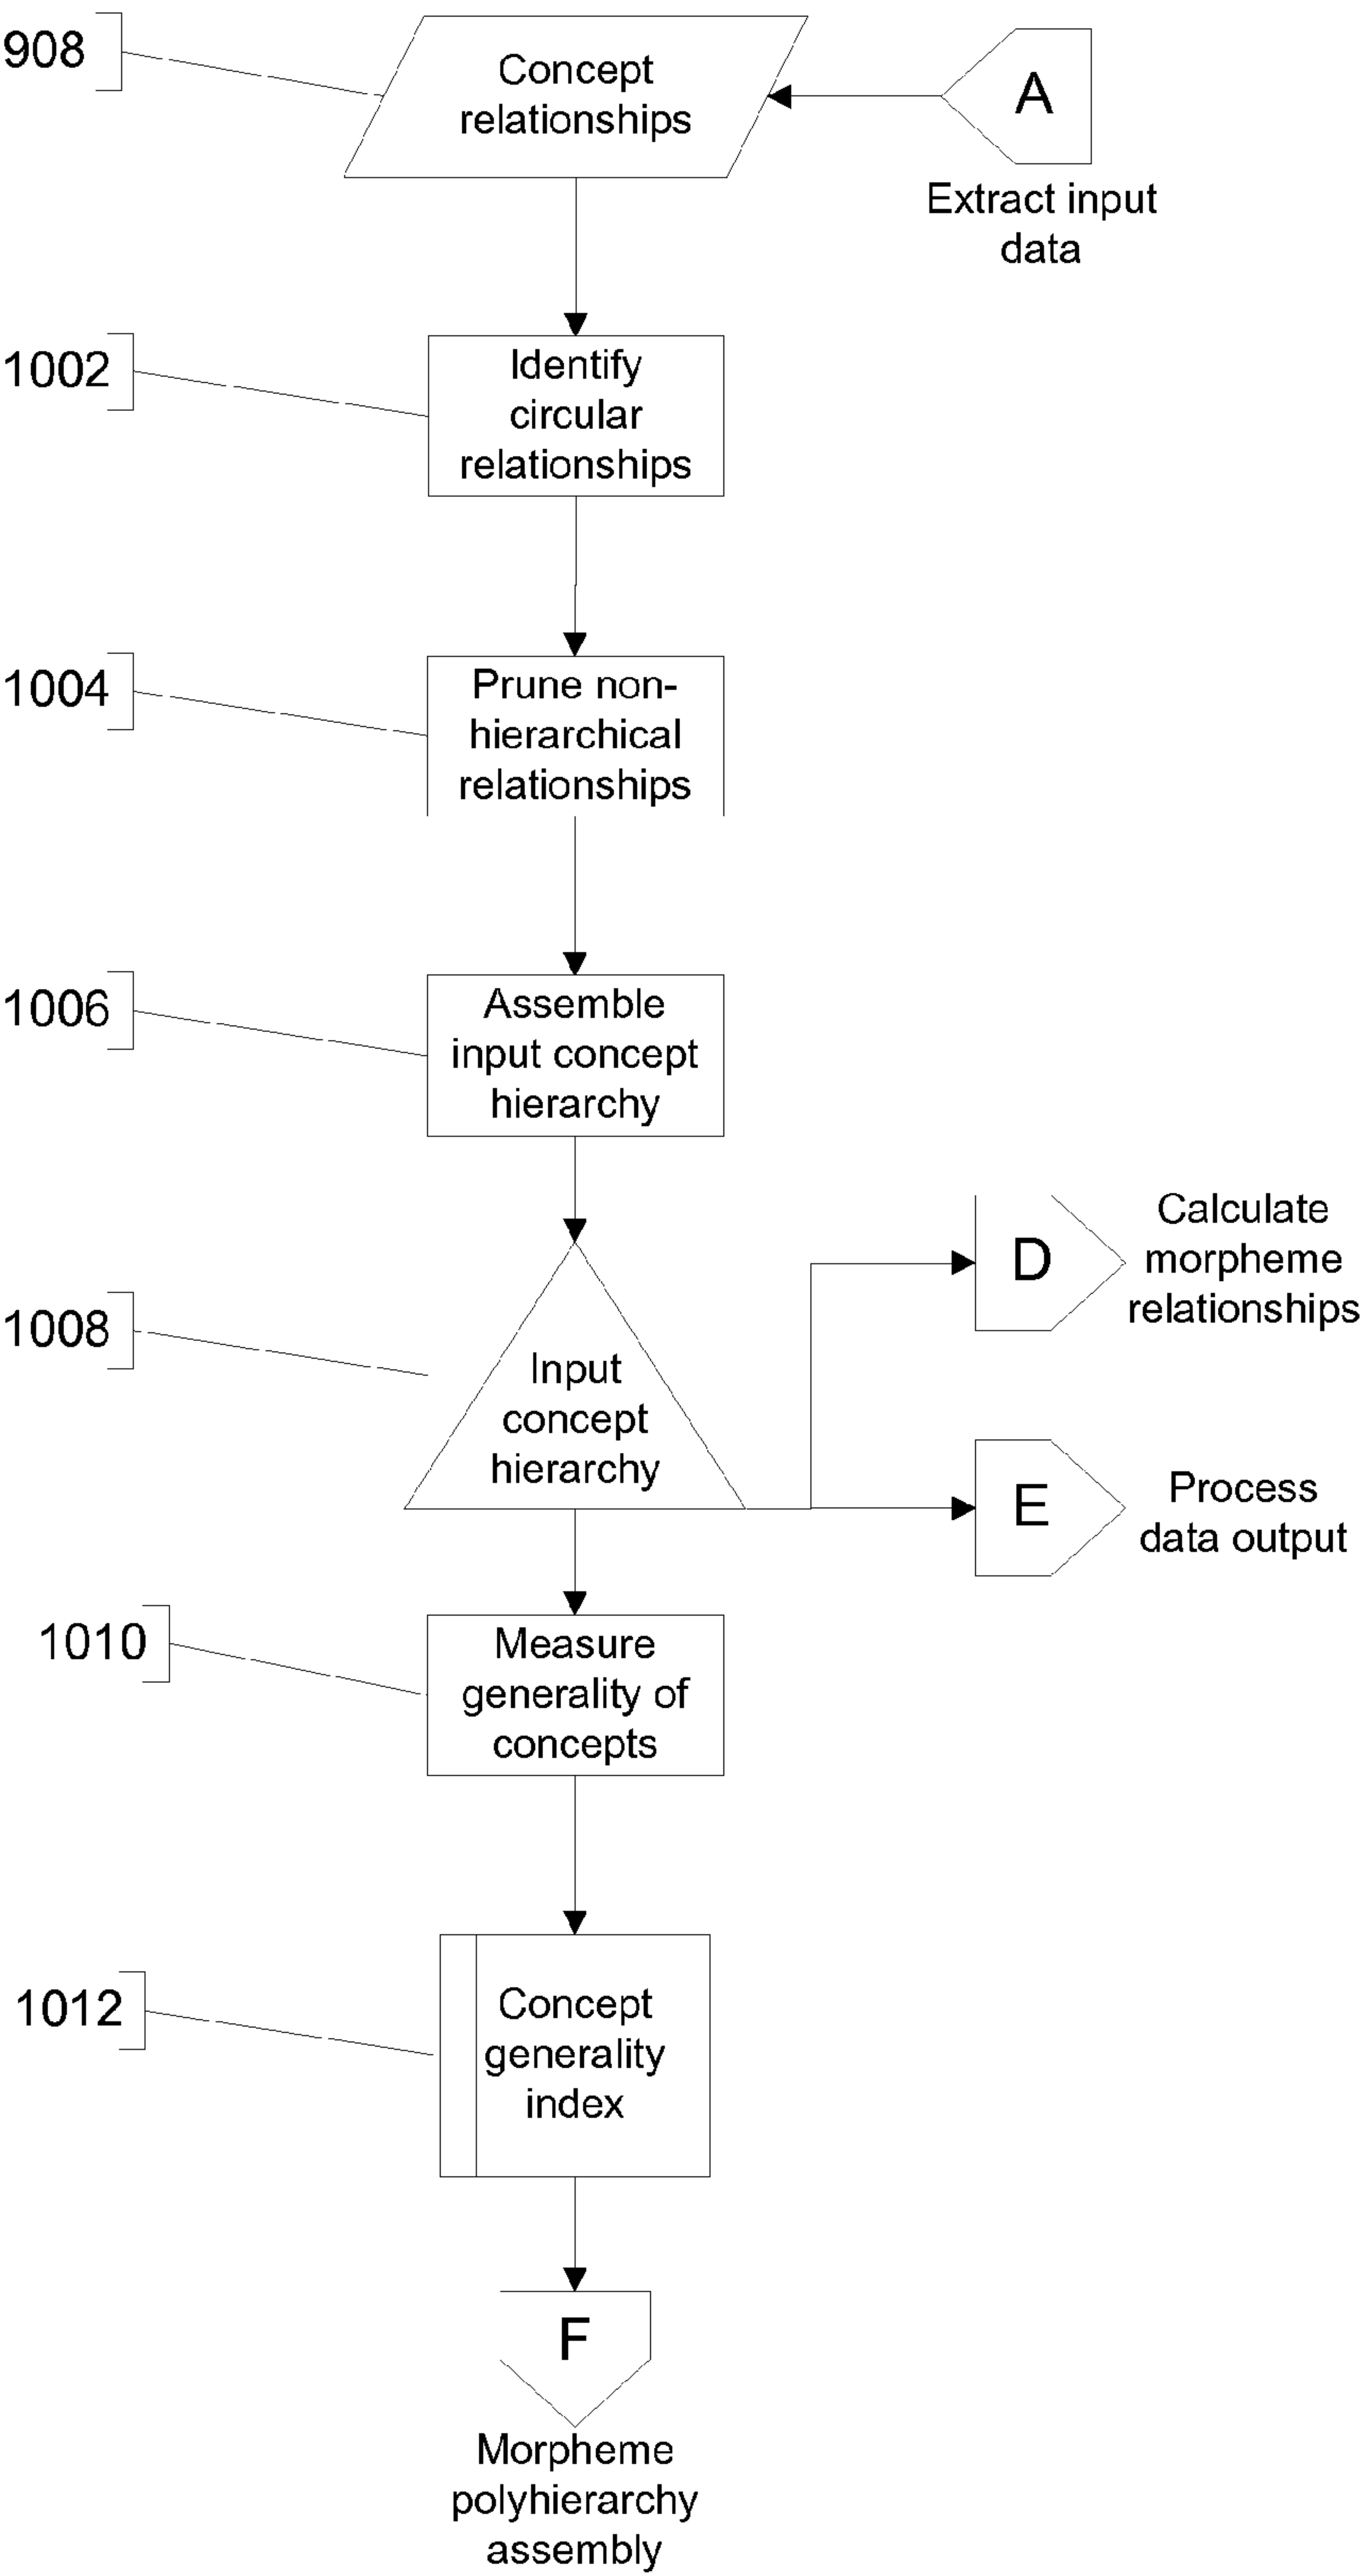 908
Concept
relationships
A
Extract input
data
1002
Identify
circular
relationships
1004
Prune non-
hierarchical
relationships
1006
Assemble
input concept
hierarchy
1008
Input
concept
hierarchy
D
Calculate
morpheme
relationships
E
Process
data output
1010
Measure
generality of
concepts
1012
Concept
generality
index
F
Morpheme
polyhierarchy
assembly